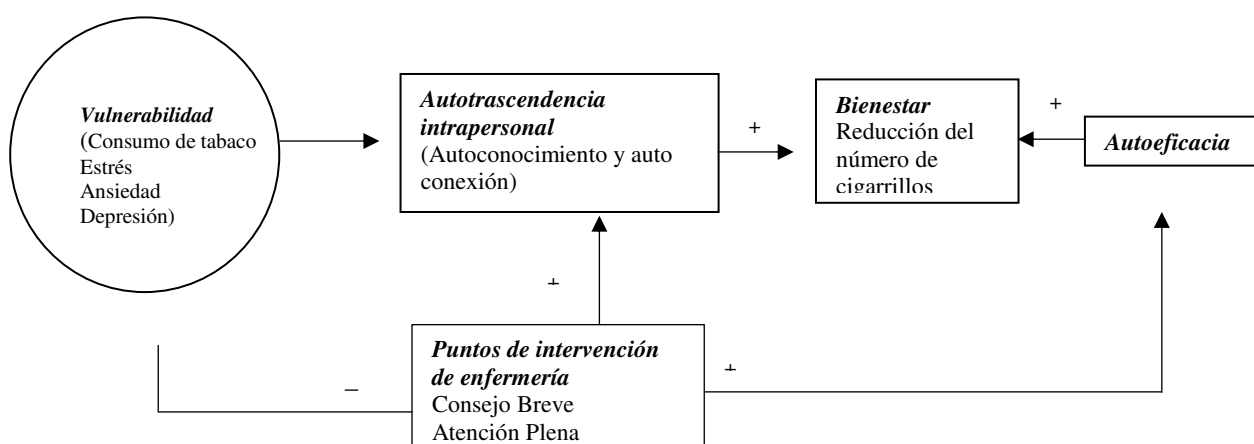 Vulnerabilidad
(Consumo de tabaco
Estrés
Ansiedad
Depresión)
Autotrascendencia
intrapersonal
(Autoconocimiento y auto
conexión)
+
Bienestar
Reducción del
número de
cigarrillos
+
Autoeficacia
+
Puntos de intervención
de enfermería
Consejo Breve
Atención Plena
–
+